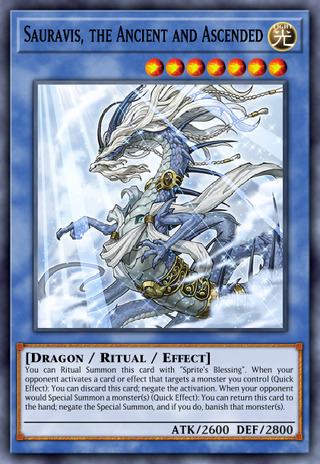 Sauravis, the Ancient and Ascended
LIGHT
光
[Dragon / Ritual / Effect]
You can Ritual Summon this card with "Sprite's Blessing". When your
opponent activates a card or effect that targets a monster you control (Quick
Effect): You can discard this card; negate the activation. When your opponent
would Special Summon a monster(s) (Quick Effect): You can return this card to
the hand; negate the Special Summon, and if you do, banish that monster(s).
ATK/2600 DEF/2800